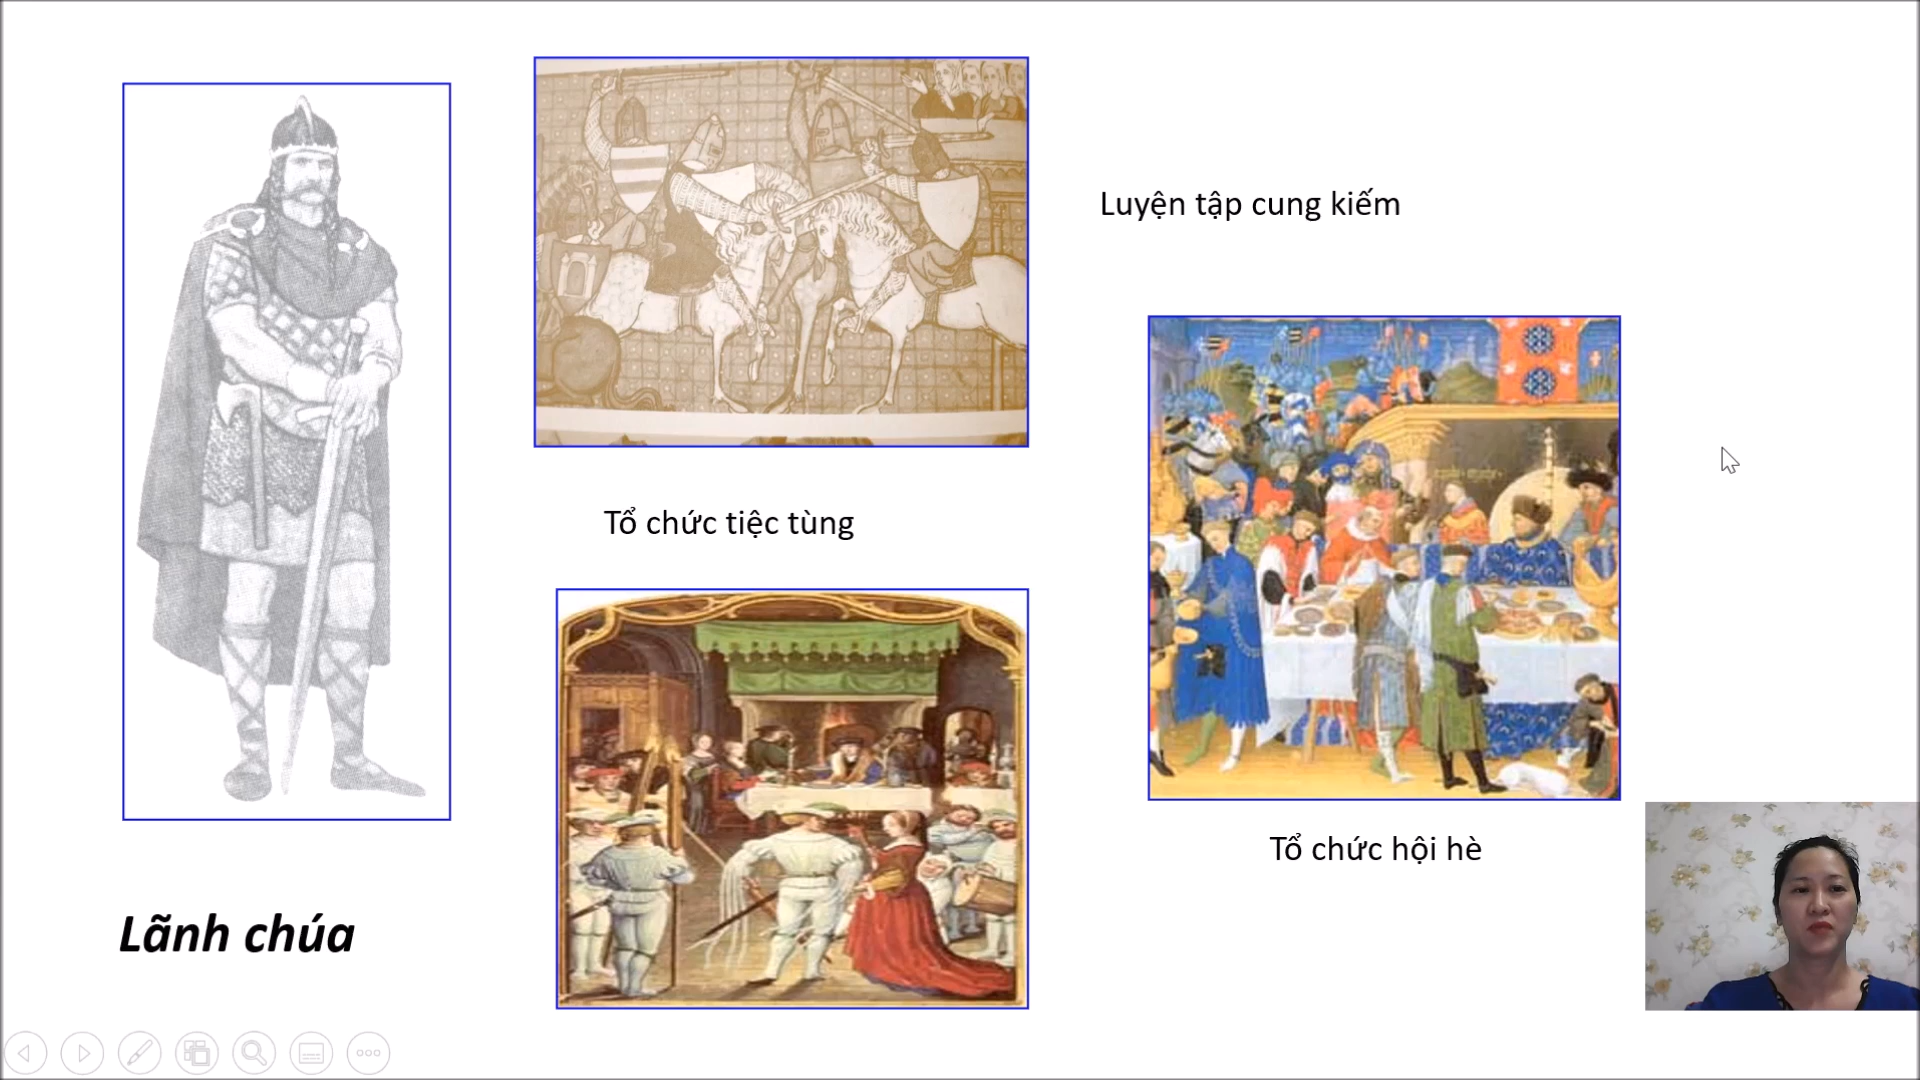 Luyện tập cung kiếm
Tổ chức tiệc tùng
Tổ chức hội hè
Lãnh chúa